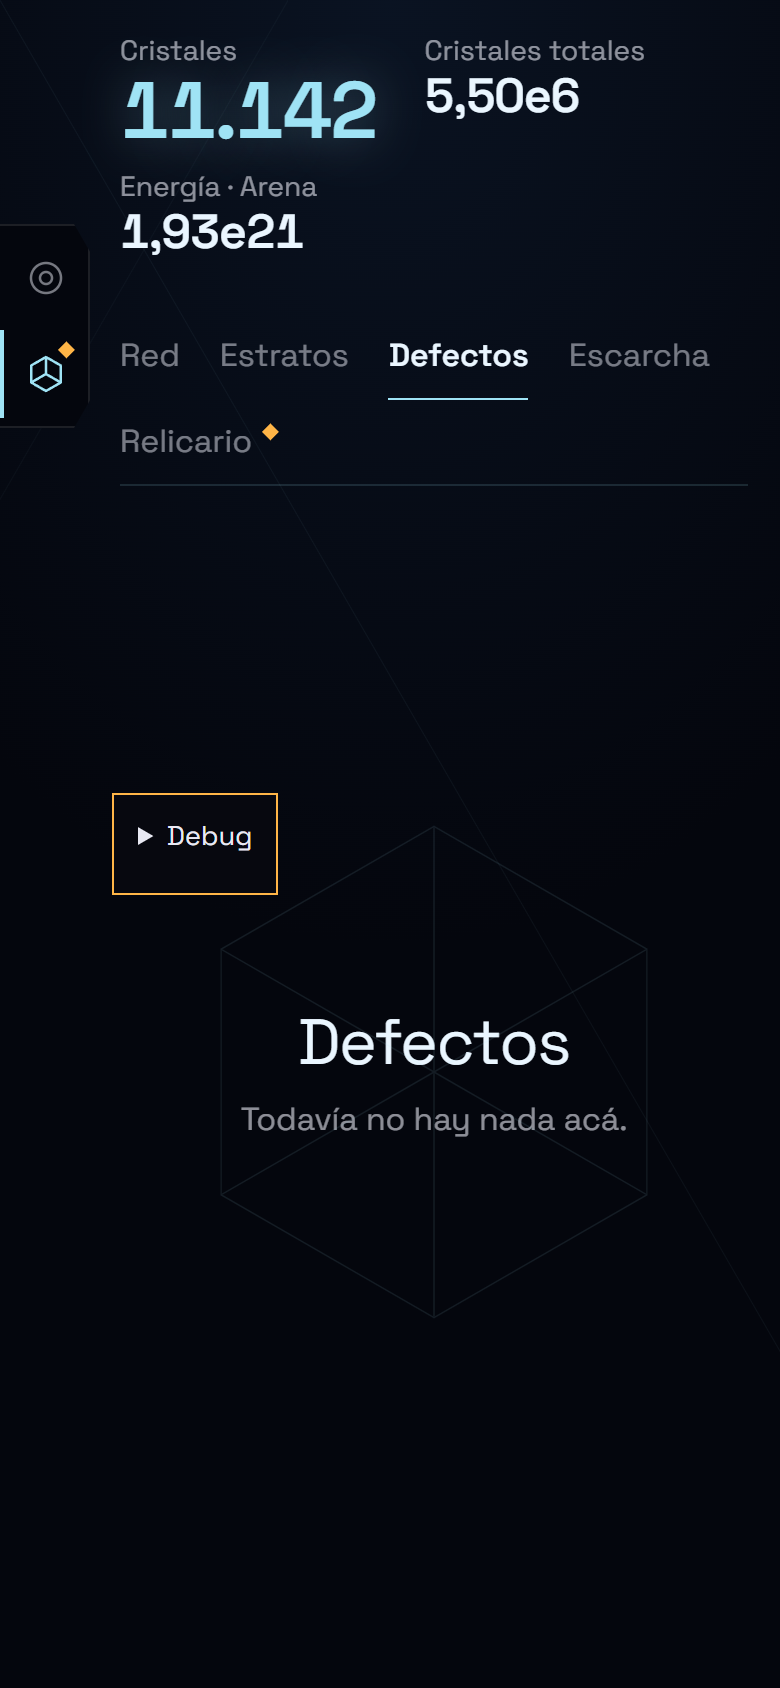 Cristales
11.142
Cristales totales
5,50e6
Energía · Arena
1,93e21
Red Estratos Defectos Escarcha
Relicario
Debug
Defectos
Todavía no hay nada acá.